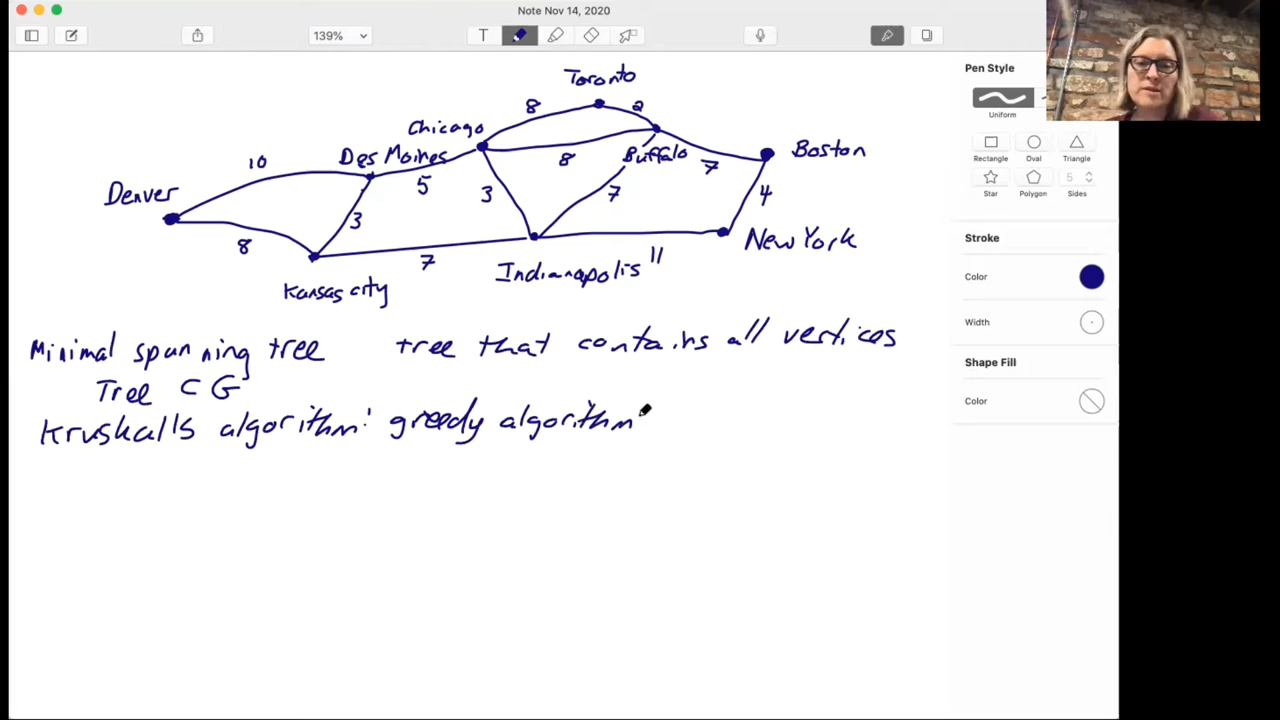 Note Nov 14, 2020
139%
T
Pen Style
Uniform
Rectangle Oval Triangle
Star Polygon 5 Sides
Stroke
Color
Width
Shape Fill
Color
Toronto
8 2
Chicago
8 Buffalo 7 Boston
10 Des Moines
5 3 7 4
Denver
3
8 7 11 New York
Indianapolis
Kansas city
Minimal spanning tree tree that contains all vertices
Tree ⊂ G
Kruskalls algorithm: greedy algorithm